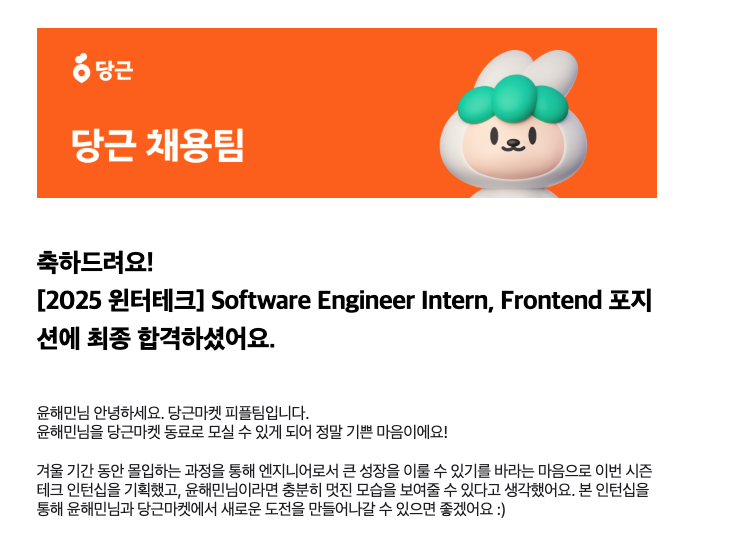 당근
당근 채용팀
축하드려요!
[2025 윈터테크] Software Engineer Intern, Frontend 포지
션에 최종 합격하셨어요.
윤해민님 안녕하세요. 당근마켓 피플팀입니다.
윤해민님을 당근마켓 동료로 모실 수 있게 되어 정말 기쁜 마음이에요!
겨울 기간 동안 몰입하는 과정을 통해 엔지니어로서 큰 성장을 이룰 수 있기를 바라는 마음으로 이번 시즌
테크 인턴십을 기획했고, 윤해민님이라면 충분히 멋진 모습을 보여줄 수 있다고 생각했어요. 본 인턴십을
통해 윤해민님과 당근마켓에서 새로운 도전을 만들어나갈 수 있으면 좋겠어요 :)